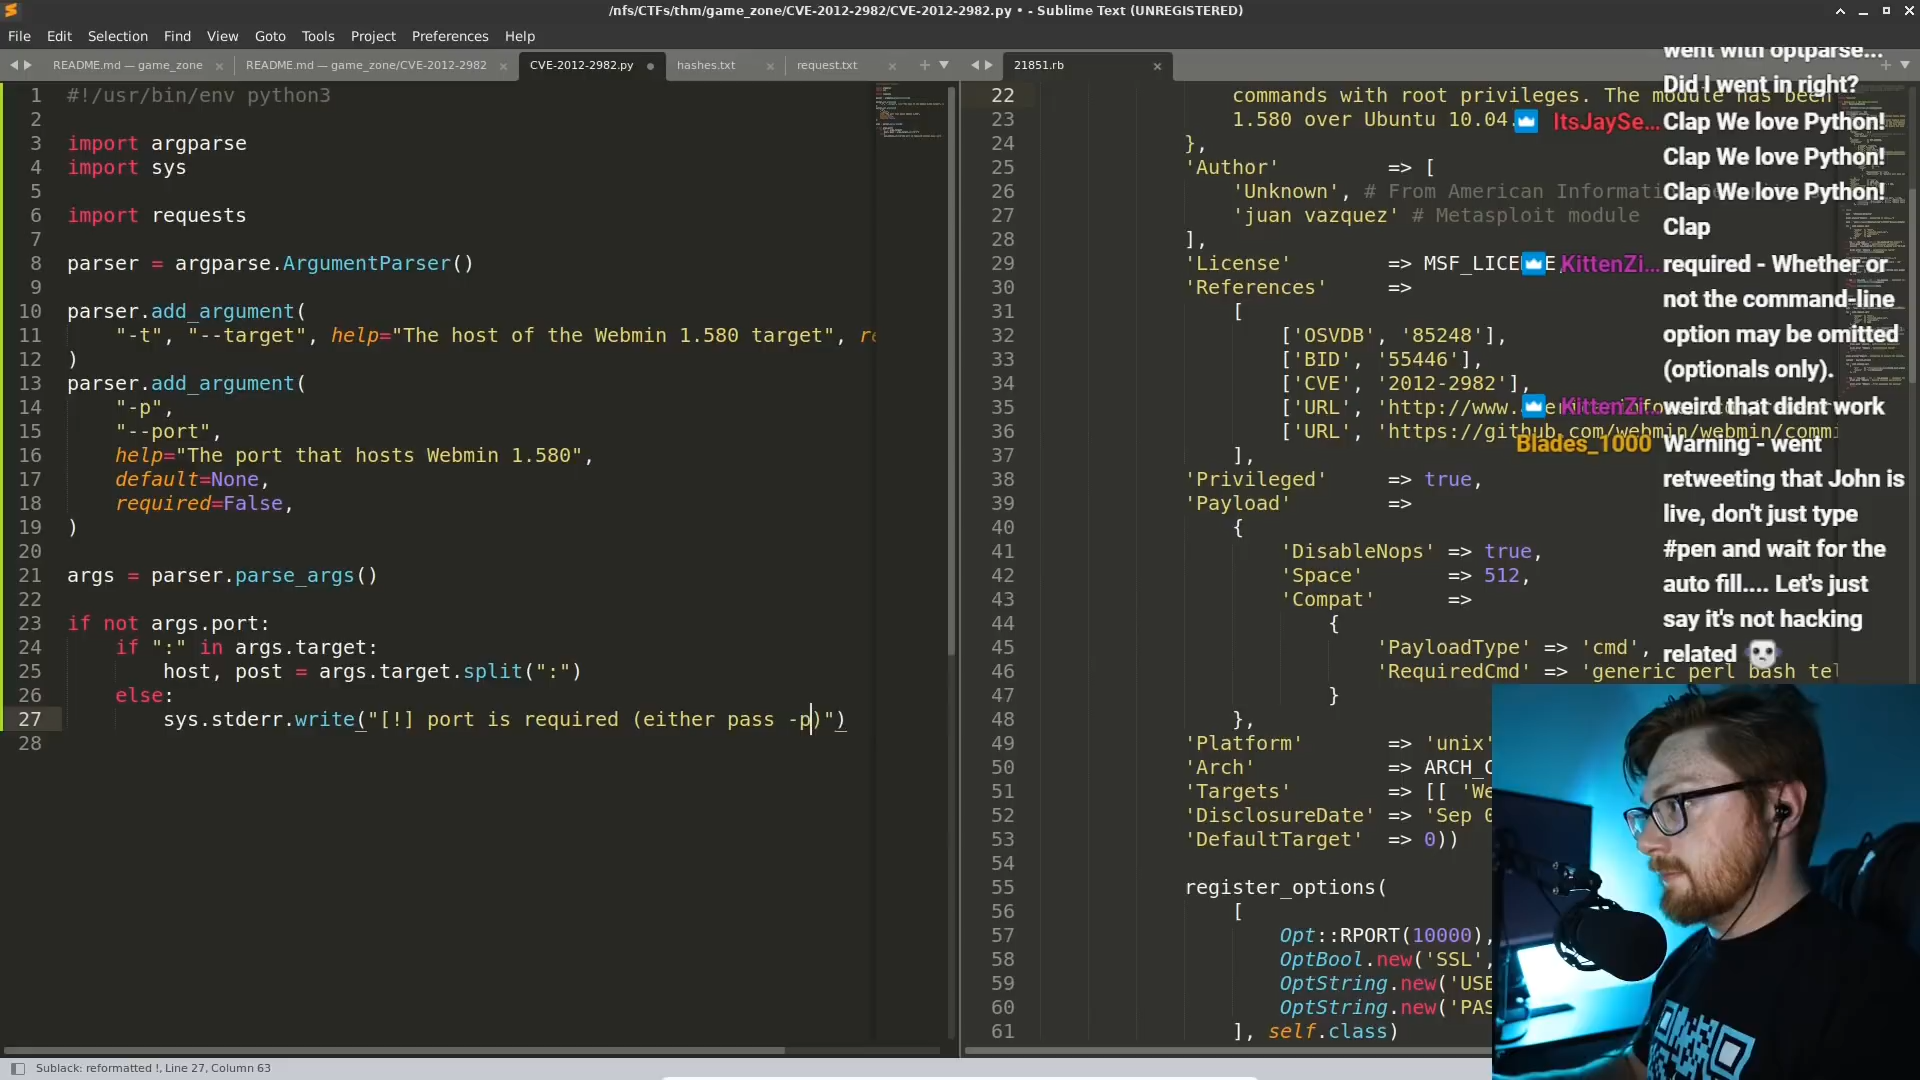 /nfs/CTFs/thm/game_zone/CVE-2012-2982/CVE-2012-2982.py • - Sublime Text (UNREGISTERED)
File Edit Selection Find View Goto Tools Project Preferences Help
README.md — game_zone × README.md — game_zone/CVE-2012-2982 × CVE-2012-2982.py hashes.txt × request.txt × +
1 #!/usr/bin/env python3
2
3 import argparse
4 import sys
5
6 import requests
7
8 parser = argparse.ArgumentParser()
9
10 parser.add_argument(
11 "-t", "--target", help="The host of the Webmin 1.580 target", re
12 )
13 parser.add_argument(
14 "-p",
15 "--port",
16 help="The port that hosts Webmin 1.580",
17 default=None,
18 required=False,
19 )
20
21 args = parser.parse_args()
22
23 if not args.port:
24 if ":" in args.target:
25 host, post = args.target.split(":")
26 else:
27 sys.stderr.write("[!] port is required (either pass -p)")
28
21851.rb ×
22 commands with root privileges. The module has been
23 1.580 over Ubuntu 10.04.
24 },
25 'Author' => [
26 'Unknown', # From American Informati
27 'juan vazquez' # Metasploit module
28 ],
29 'License' => MSF_LICE
30 'References' =>
31 [
32 ['OSVDB', '85248'],
33 ['BID', '55446'],
34 ['CVE', '2012-2982'],
35 ['URL', 'http://www.
36 ['URL', 'https://github.com/webmin/webmin/commi
37 ],
38 'Privileged' => true,
39 'Payload' =>
40 {
41 'DisableNops' => true,
42 'Space' => 512,
43 'Compat' =>
44 {
45 'PayloadType' => 'cmd',
46 'RequiredCmd' => 'generic perl bash tel
47 }
48 },
49 'Platform' => 'unix'
50 'Arch' => ARCH_C
51 'Targets' => [[ 'We
52 'DisclosureDate' => 'Sep 0
53 'DefaultTarget' => 0))
54
55 register_options(
56 [
57 Opt::RPORT(10000),
58 OptBool.new('SSL',
59 OptString.new('USE
60 OptString.new('PAS
61 ], self.class)
went with optparse...
Did I went in right?
ItsJaySe... Clap We love Python!
Clap We love Python!
Clap We love Python!
Clap
KittenZi... required - Whether or
not the command-line
option may be omitted
(optionals only).
KittenZi... weird that didnt work
Blades_1000 Warning - went
retweeting that John is
live, don't just type
#pen and wait for the
auto fill.... Let's just
say it's not hacking
related
Sublack: reformatted !, Line 27, Column 63